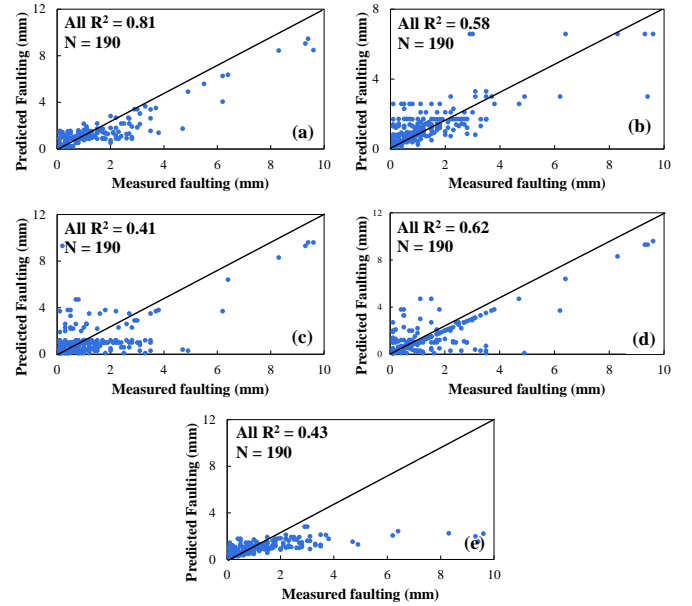 All R² = 0.81
N = 190
(a)
Predicted Faulting (mm)
12
8
4
0
0 2 4 6 8 10
Measured faulting (mm)
All R² = 0.58
N = 190
(b)
Predicted Faulting (mm)
8
6
4
2
0
0 2 4 6 8 10
Measured faulting (mm)
All R² = 0.41
N = 190
(c)
Predicted Faulting (mm)
12
8
4
0
0 2 4 6 8 10
Measured faulting (mm)
All R² = 0.62
N = 190
(d)
Predicted Faulting (mm)
12
8
4
0
0 2 4 6 8 10
Measured faulting (mm)
All R² = 0.43
N = 190
(e)
Predicted Faulting (mm)
12
8
4
0
0 2 4 6 8 10
Measured faulting (mm)